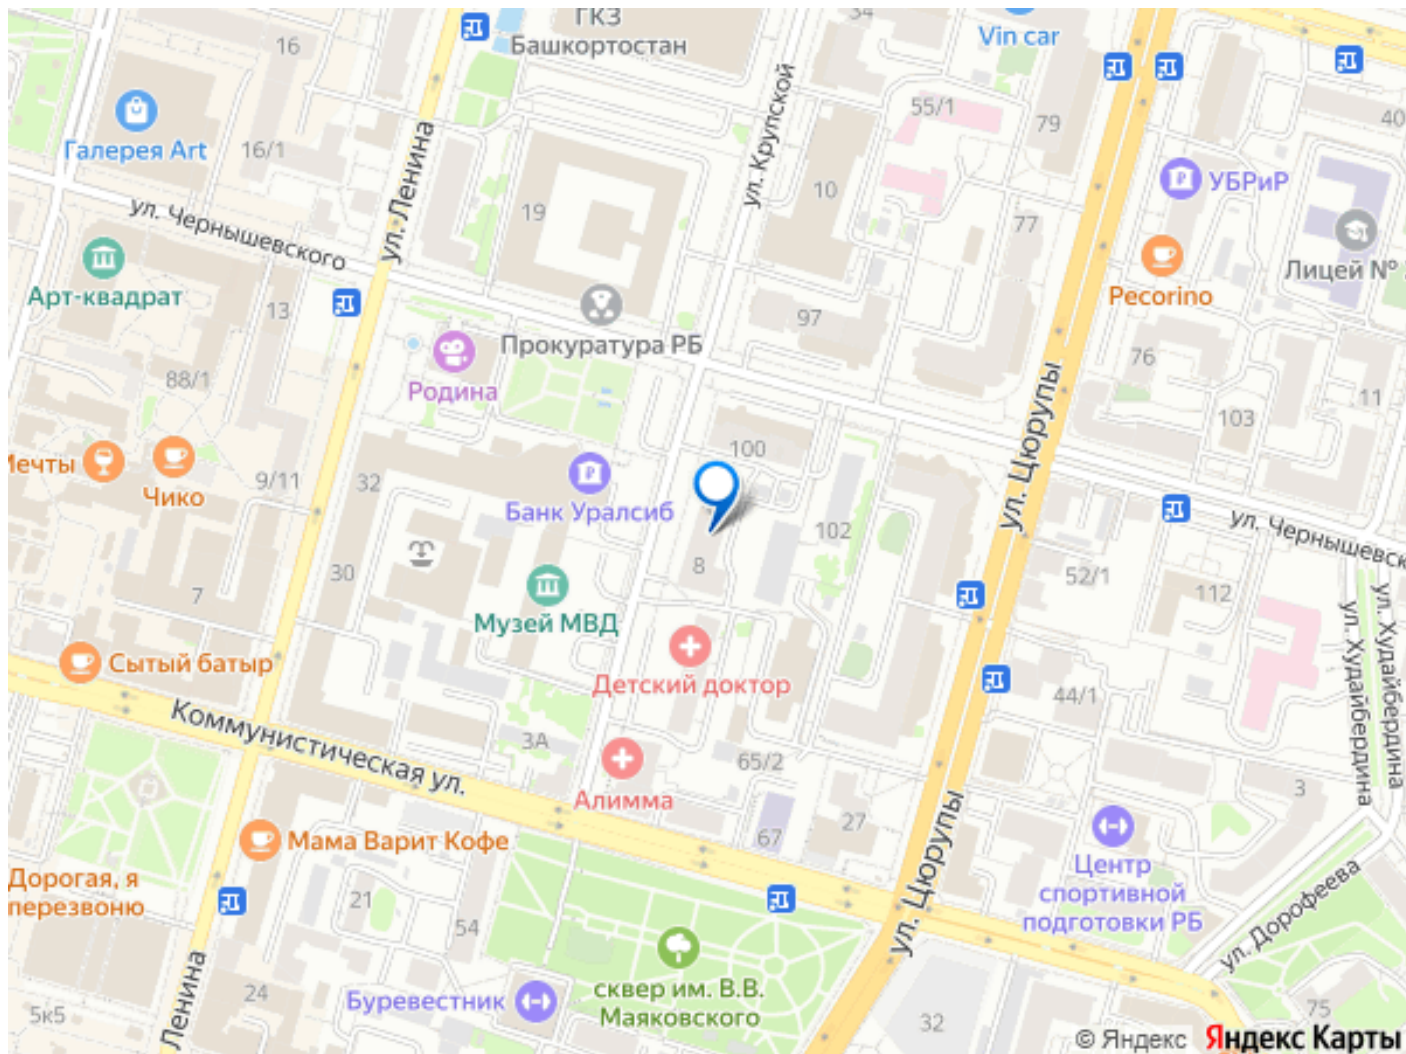 ГКЗ
Башкортостан
34
Vin car
16
ул. Крупской
55/1
79
40
Галерея Art
16/1
ул. Ленина
10
УБРиР
19
77
ул. Чернышевского
Лицей №
Арт-квадрат
Pecorino
13
97
Прокуратура РБ
76
88/1
Родина
11
103
100
ул. Цюрупы
Мечты
Чико
9/11
32
Банк Уралсиб
102
ул. Чернышевск
30
8
52/1
112
7
Музей МВД
ул. Худайбердина
ул. Худайбердина
Сытый батыр
Детский доктор
44/1
Коммунистическая ул.
3А
65/2
Алимма
3
67
27
ул. Цюрупы
Мама Варит Кофе
Центр
спортивной
подготовки РБ
Дорогая, я
перезвоню
21
54
ул. Дорофеева
Ленина
24
Буревестник
сквер им. В.В.
Маяковского
5к5
32
75
© Яндекс Яндекс Карты